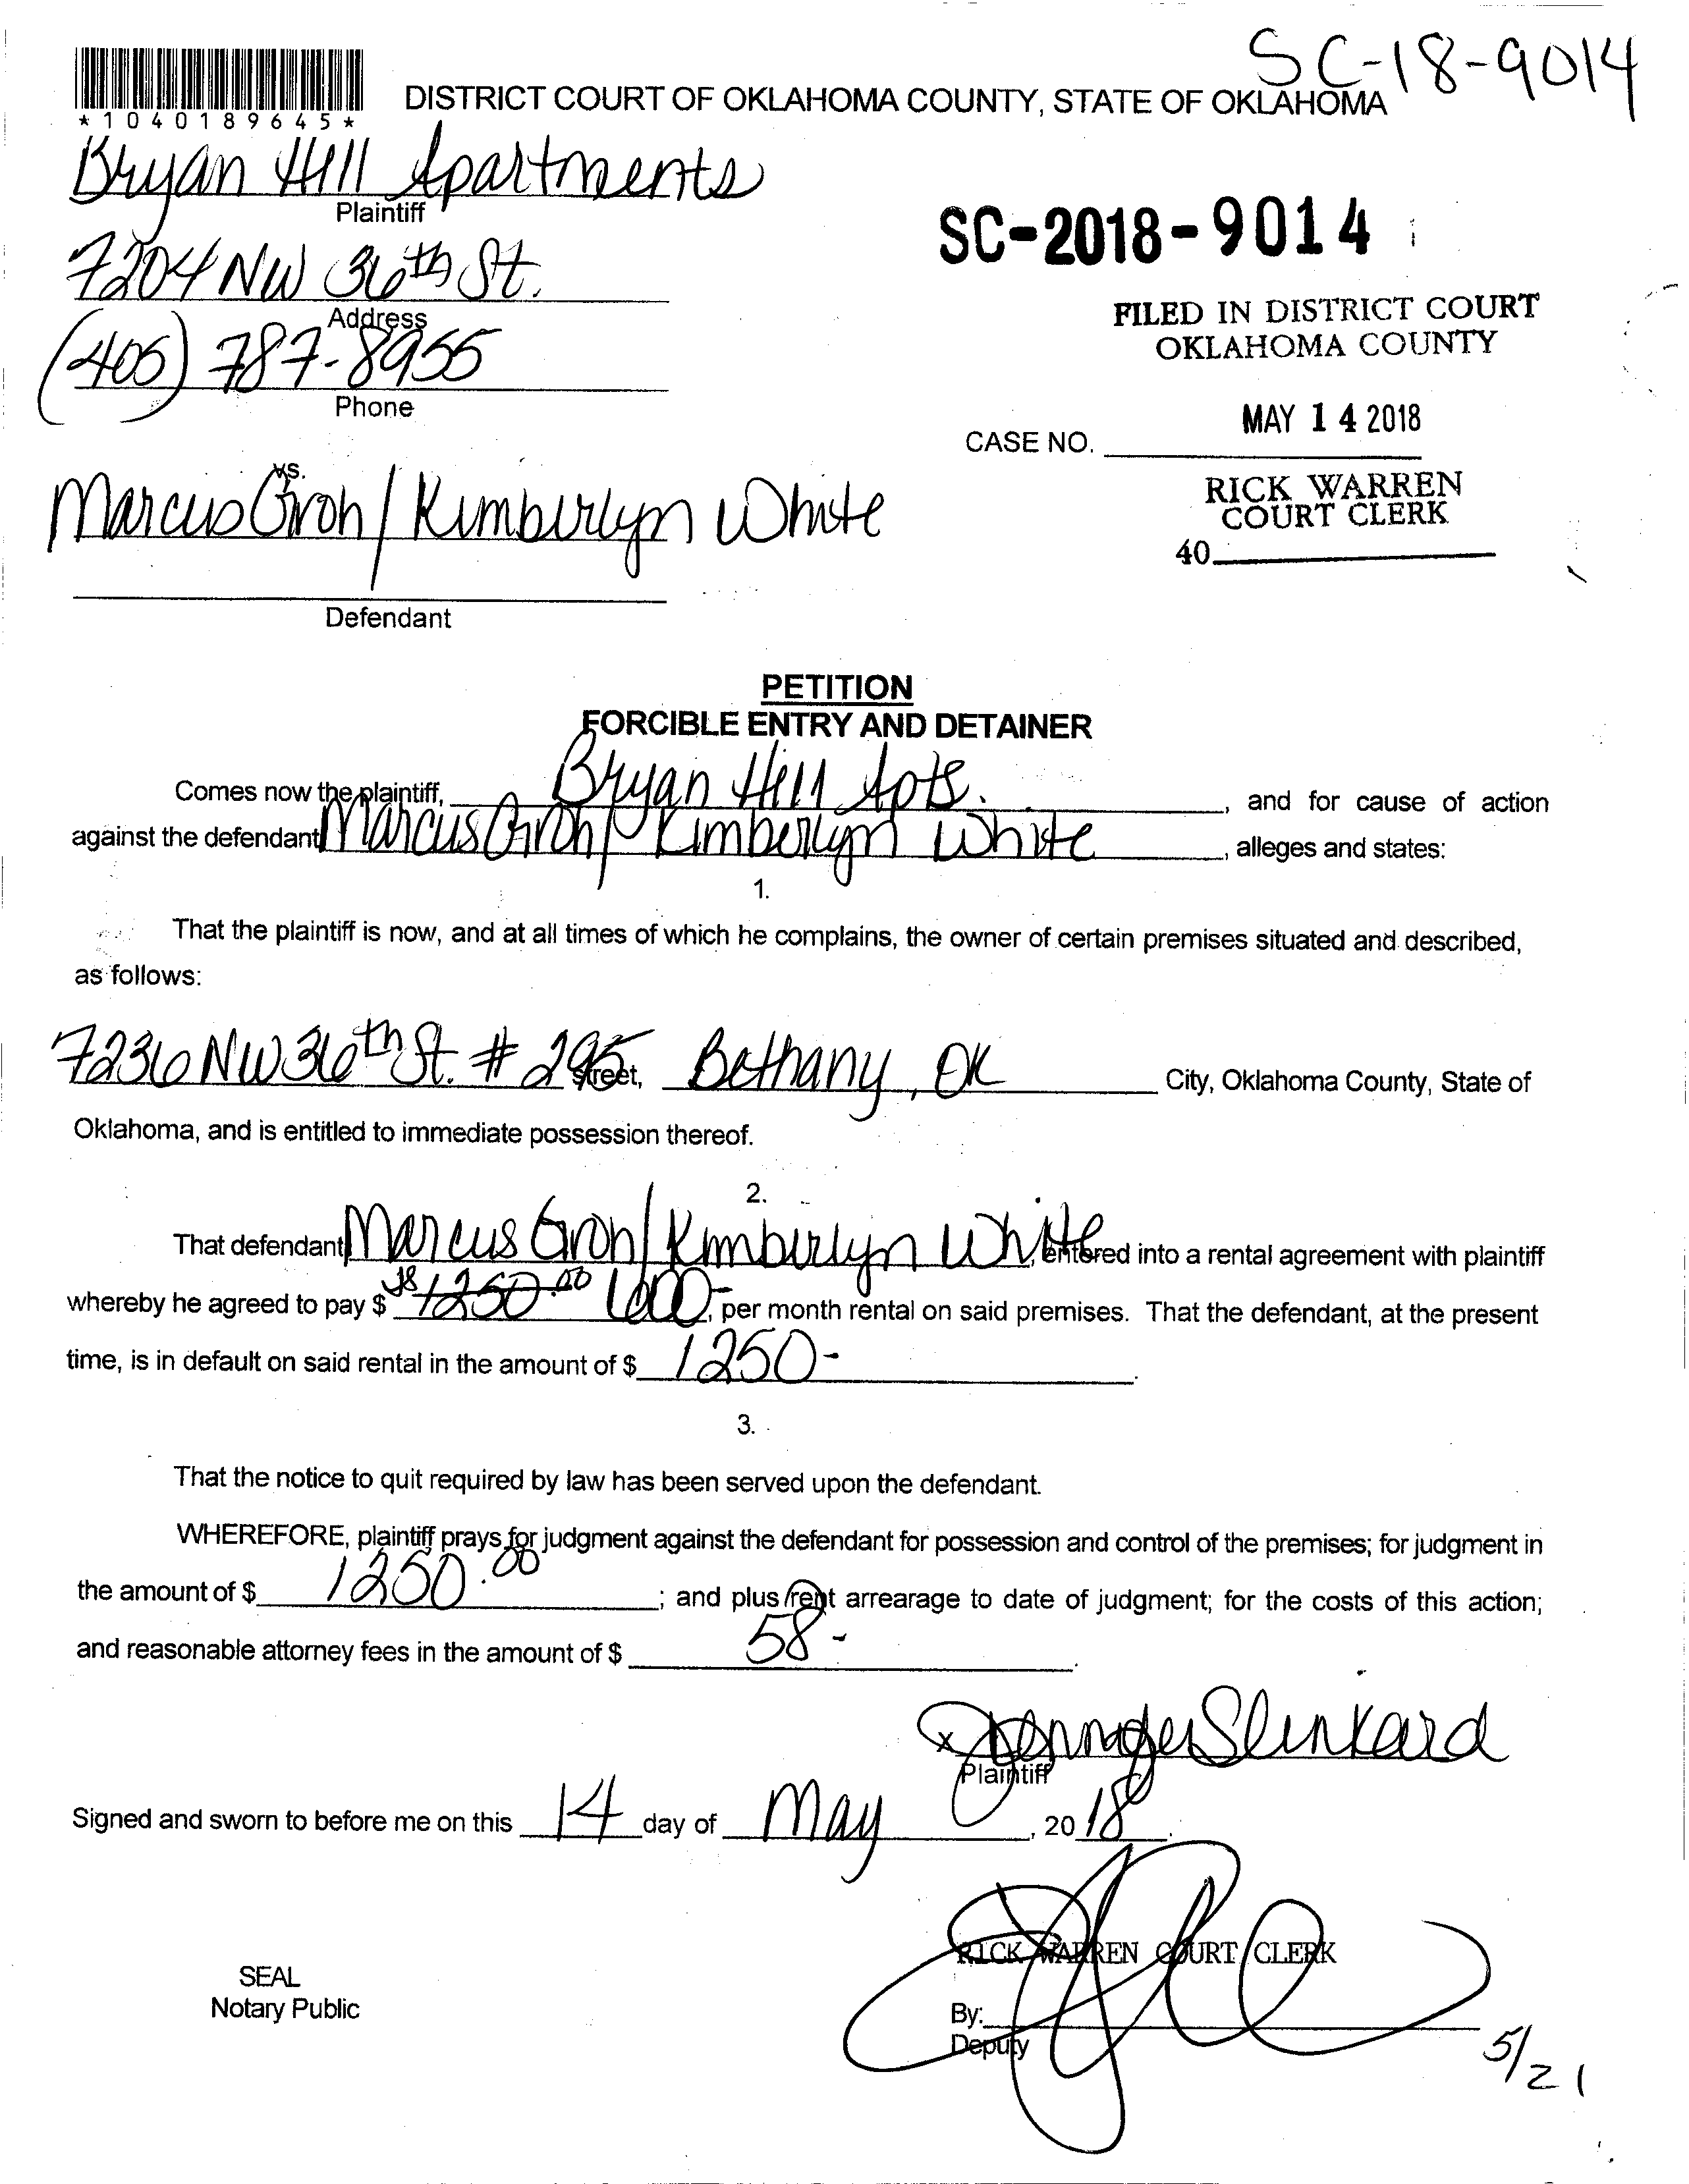 SC-18-9014
*1040189645*
DISTRICT COURT OF OKLAHOMA COUNTY, STATE OF OKLAHOMA
Bryan Hill Apartments
Plaintiff
SC-2018-9014
7204 NW 36th St.
Address
FILED IN DISTRICT COURT
OKLAHOMA COUNTY
(405) 787-8955
Phone
MAY 14 2018
CASE NO.
vs.
RICK WARREN
COURT CLERK
Marcus Groh/Kimberlyn White
40
Defendant
PETITION
FORCIBLE ENTRY AND DETAINER
Comes now the plaintiff, Bryan Hill Apts. , and for cause of action
against the defendant Marcus Groh/Kimberlyn White , alleges and states:
1.
That the plaintiff is now, and at all times of which he complains, the owner of certain premises situated and described,
as follows:
7236 NW 36th St. # 295 street, Bethany, OK City, Oklahoma County, State of
Oklahoma, and is entitled to immediate possession thereof.
2.
That defendant Marcus Groh/Kimberlyn White, entered into a rental agreement with plaintiff
whereby he agreed to pay $ JS 1250.00 600-, per month rental on said premises. That the defendant, at the present
time, is in default on said rental in the amount of $ 1250- .
3.
That the notice to quit required by law has been served upon the defendant.
WHEREFORE, plaintiff prays for judgment against the defendant for possession and control of the premises; for judgment in
the amount of $ 1250.00 ; and plus rent arrearage to date of judgment; for the costs of this action;
and reasonable attorney fees in the amount of $ 58- .
x Jennifer Slinkard
Plaintiff
Signed and sworn to before me on this 14 day of May , 2018.
RICK WARREN COURT CLERK
SEAL
Notary Public
By:
Deputy
5/21